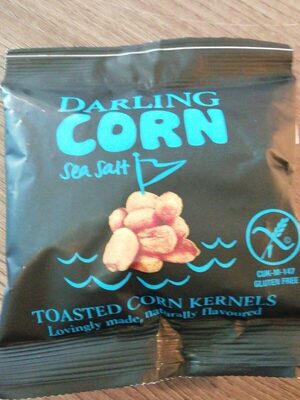 DARLING
CORN
sea salt
CUK-M-147
GLUTEN FREE
TOASTED CORN KERNELS
Lovingly made, naturally flavoured